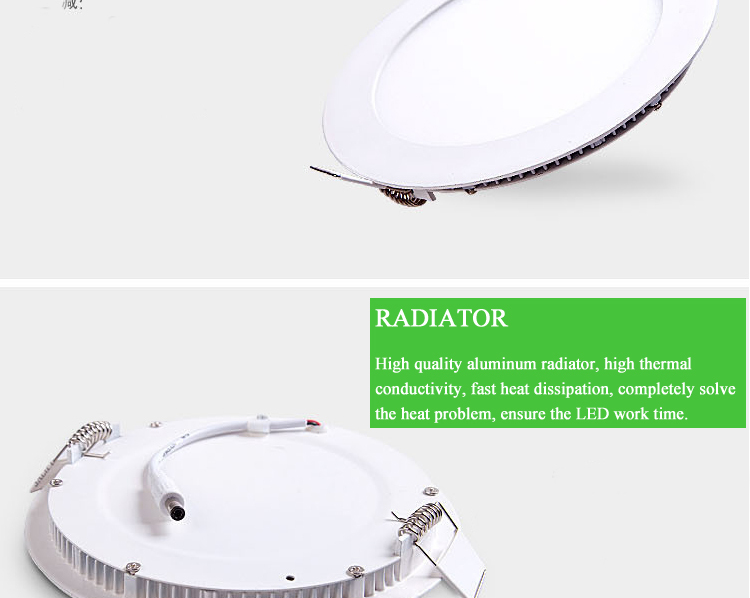 RADIATOR
High quality aluminum radiator, high thermal
conductivity, fast heat dissipation, completely solve
the heat problem, ensure the LED work time.